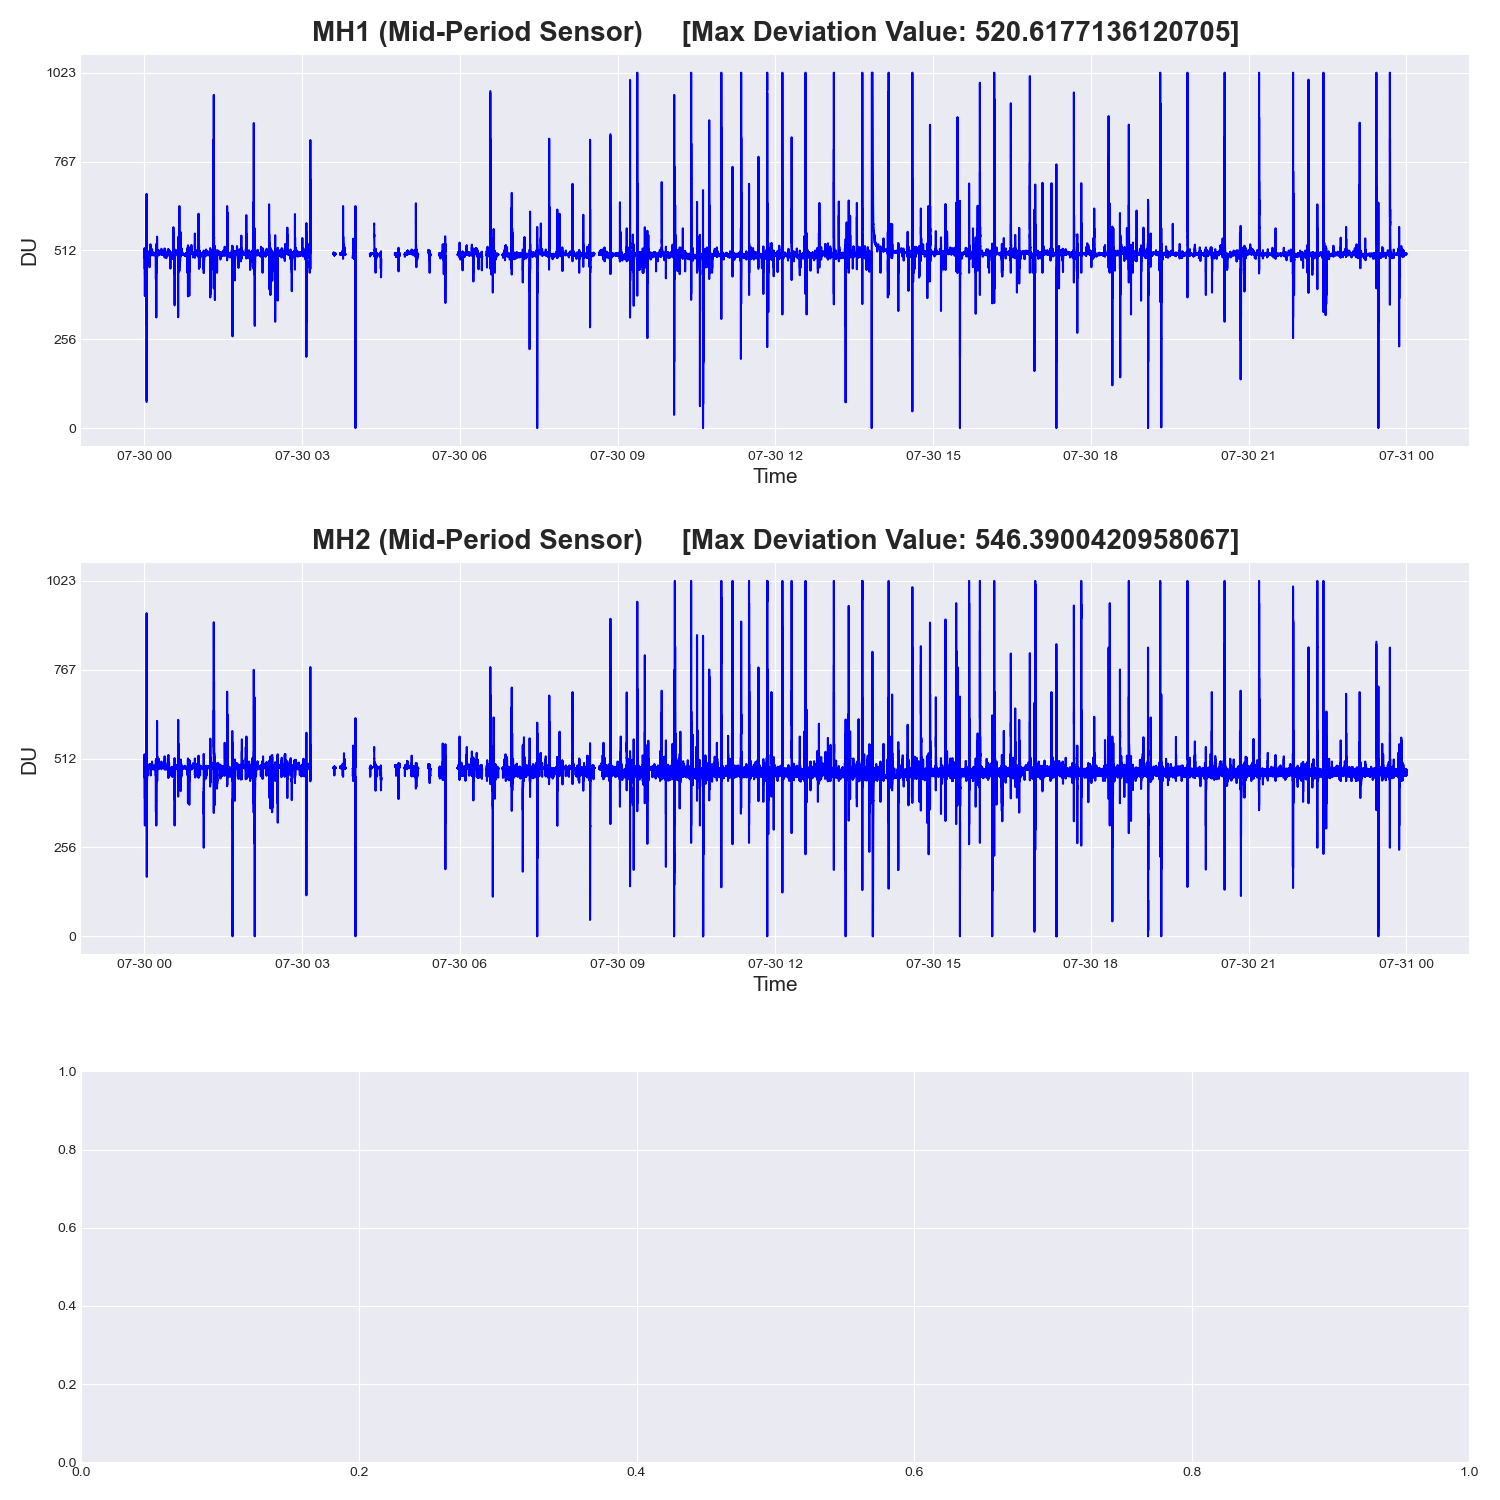 MH1 (Mid-Period Sensor) [Max Deviation Value: 520.6177136120705]
1023
767
512
256
0
DU
07-30 00 07-30 03 07-30 06 07-30 09 07-30 12 07-30 15 07-30 18 07-30 21 07-31 00
Time
MH2 (Mid-Period Sensor) [Max Deviation Value: 546.3900420958067]
1023
767
512
256
0
DU
07-30 00 07-30 03 07-30 06 07-30 09 07-30 12 07-30 15 07-30 18 07-30 21 07-31 00
Time
1.0
0.8
0.6
0.4
0.2
0.0
0.0 0.2 0.4 0.6 0.8 1.0